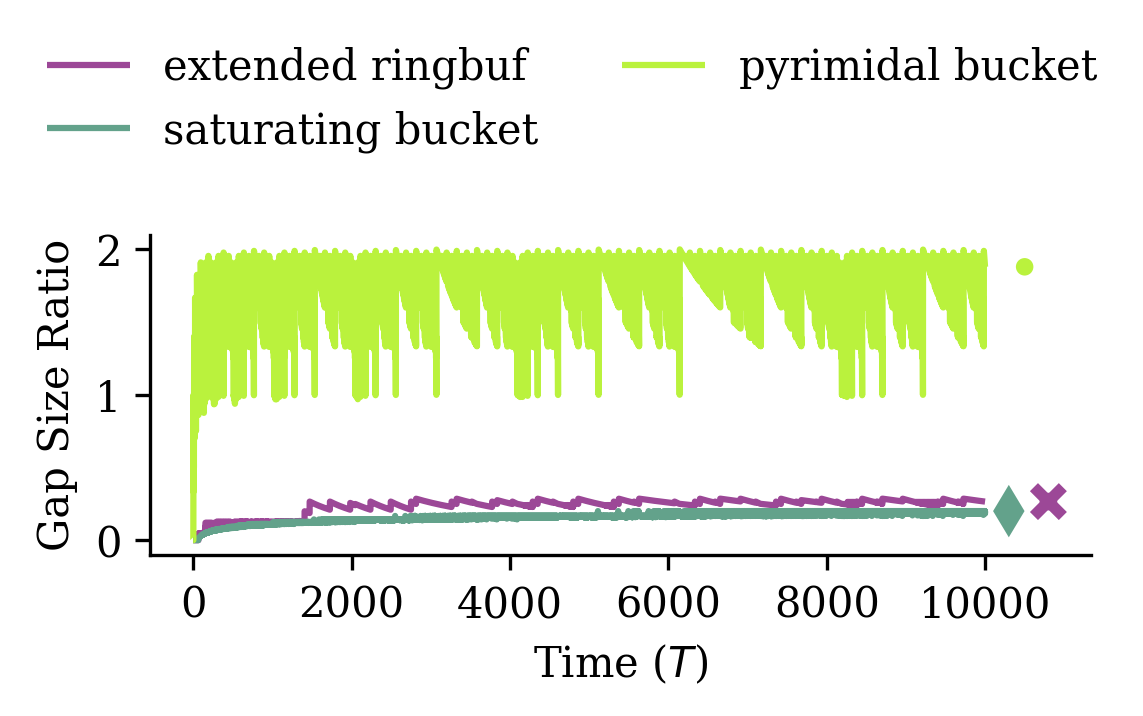 extended ringbuf
pyrimidal bucket
saturating bucket
2
1
0
Gap Size Ratio
0 2000 4000 6000 8000 10000
Time (T)